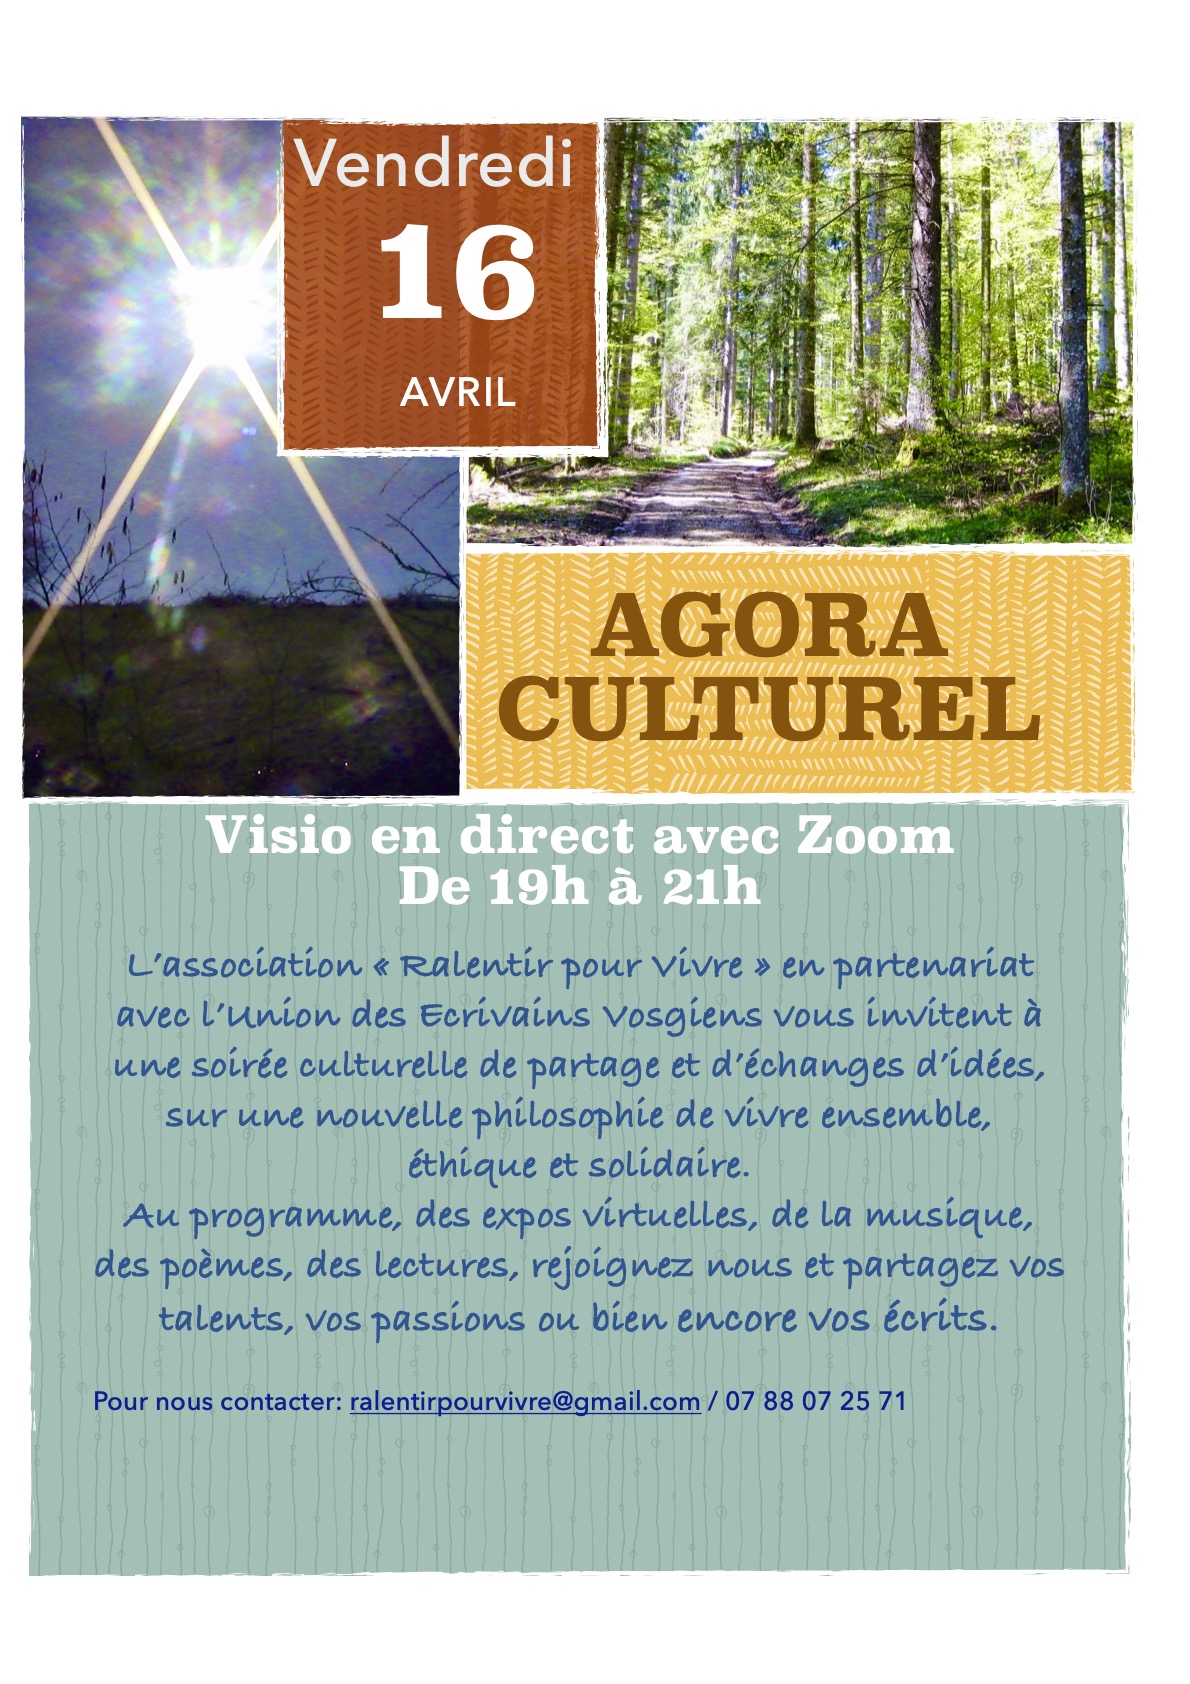 Vendredi
16
AVRIL
AGORA
CULTUREL
Visio en direct avec Zoom
De 19h à 21h
L’association « Ralentir pour Vivre » en partenariat
avec l’Union des Ecrivains Vosgiens vous invitent à
une soirée culturelle de partage et d’échanges d’idées,
sur une nouvelle philosophie de vivre ensemble,
éthique et solidaire.
Au programme, des expos virtuelles, de la musique,
des poèmes, des lectures, rejoignez nous et partagez vos
talents, vos passions ou bien encore vos écrits.
Pour nous contacter: ralentirpourvivre@gmail.com / 07 88 07 25 71